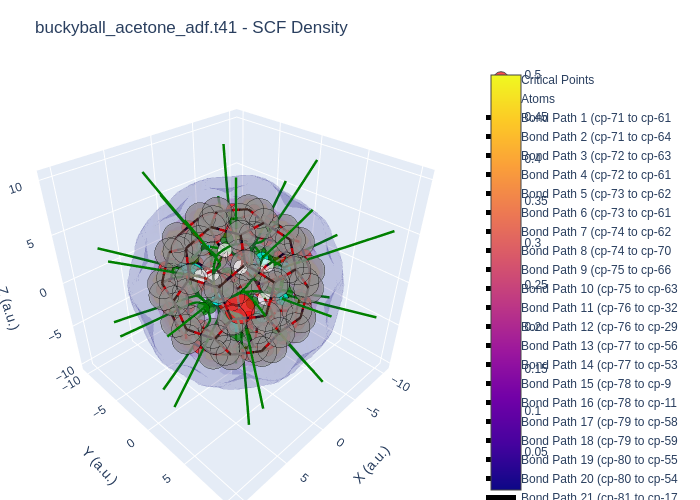 buckyball_acetone_adf.t41 - SCF Density
Critical Points
Atoms
Bond Path 1 (cp-71 to cp-61
Bond Path 2 (cp-71 to cp-64
Bond Path 3 (cp-72 to cp-63
Bond Path 4 (cp-72 to cp-61
Bond Path 5 (cp-73 to cp-62
Bond Path 6 (cp-73 to cp-61
Bond Path 7 (cp-74 to cp-62
Bond Path 8 (cp-74 to cp-70
Bond Path 9 (cp-75 to cp-66
Bond Path 10 (cp-75 to cp-63
Bond Path 11 (cp-76 to cp-32
Bond Path 12 (cp-76 to cp-29
Bond Path 13 (cp-77 to cp-56
Bond Path 14 (cp-77 to cp-53
Bond Path 15 (cp-78 to cp-9
Bond Path 16 (cp-78 to cp-11
Bond Path 17 (cp-79 to cp-58
Bond Path 18 (cp-79 to cp-59
Bond Path 19 (cp-80 to cp-55
Bond Path 20 (cp-80 to cp-54
Bond Path 21 (cp-81 to cp-17
0.5
0.45
0.4
0.35
0.3
0.25
0.2
0.15
0.1
0.05
10
5
0
−5
−10
Z (a.u.)
−10
−5
0
5
Y (a.u.)
−10
−5
0
5
X (a.u.)